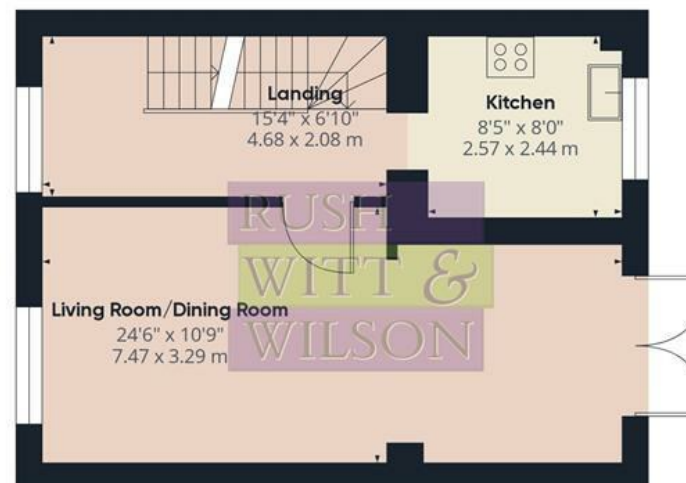 Landing
15'4" x 6'10"
4.68 x 2.08 m
Kitchen
8'5" x 8'0"
2.57 x 2.44 m
RUSH
WITT &
WILSON
Living Room/Dining Room
24'6" x 10'9"
7.47 x 3.29 m